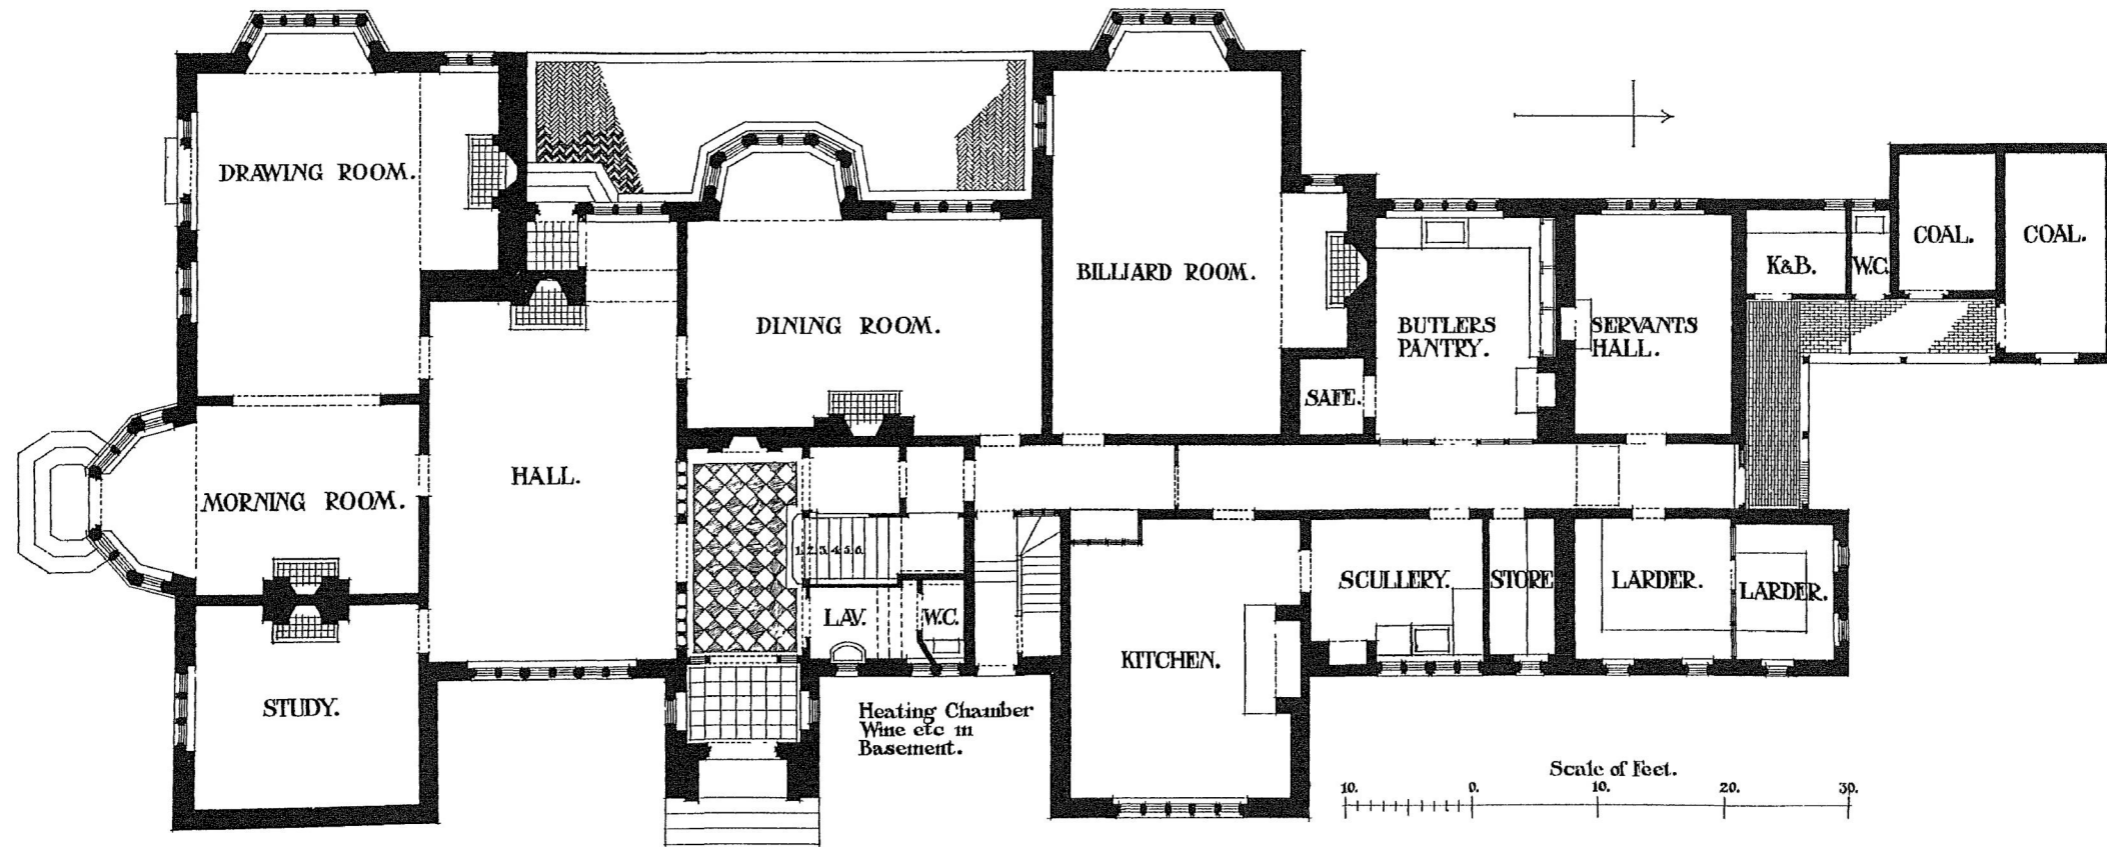 DRAWING ROOM.
BILLIARD ROOM.
DINING ROOM.
COAL.
COAL.
K&B.
W.C.
BUTLERS
PANTRY.
SERVANTS
HALL.
SAFE.
MORNING ROOM.
HALL.
1.2.3.4.5.6.
LAV.
W.C.
SCULLERY.
STORE
LARDER.
LARDER.
KITCHEN.
STUDY.
Heating Chamber
Wine etc in
Basement.
Scale of Feet.
10. 0. 10. 20. 30.